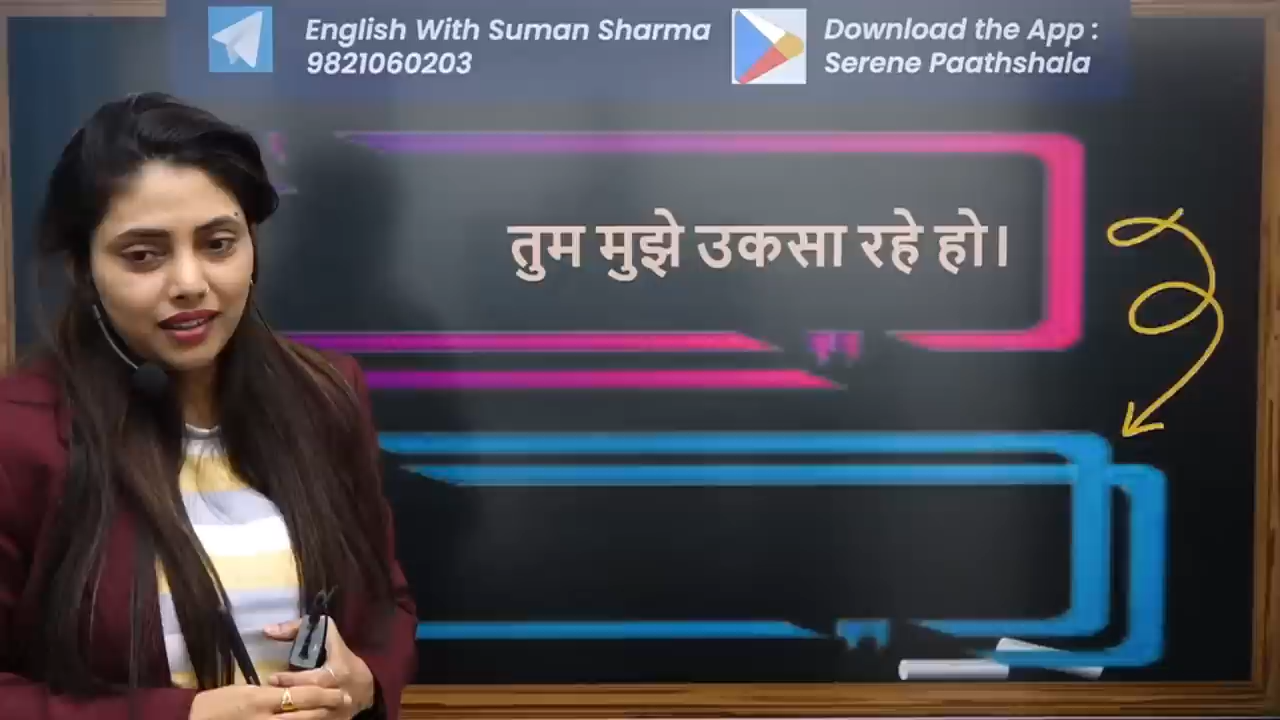 English With Suman Sharma
9821060203
Download the App :
Serene Paathshala
तुम मुझे उकसा रहे हो।